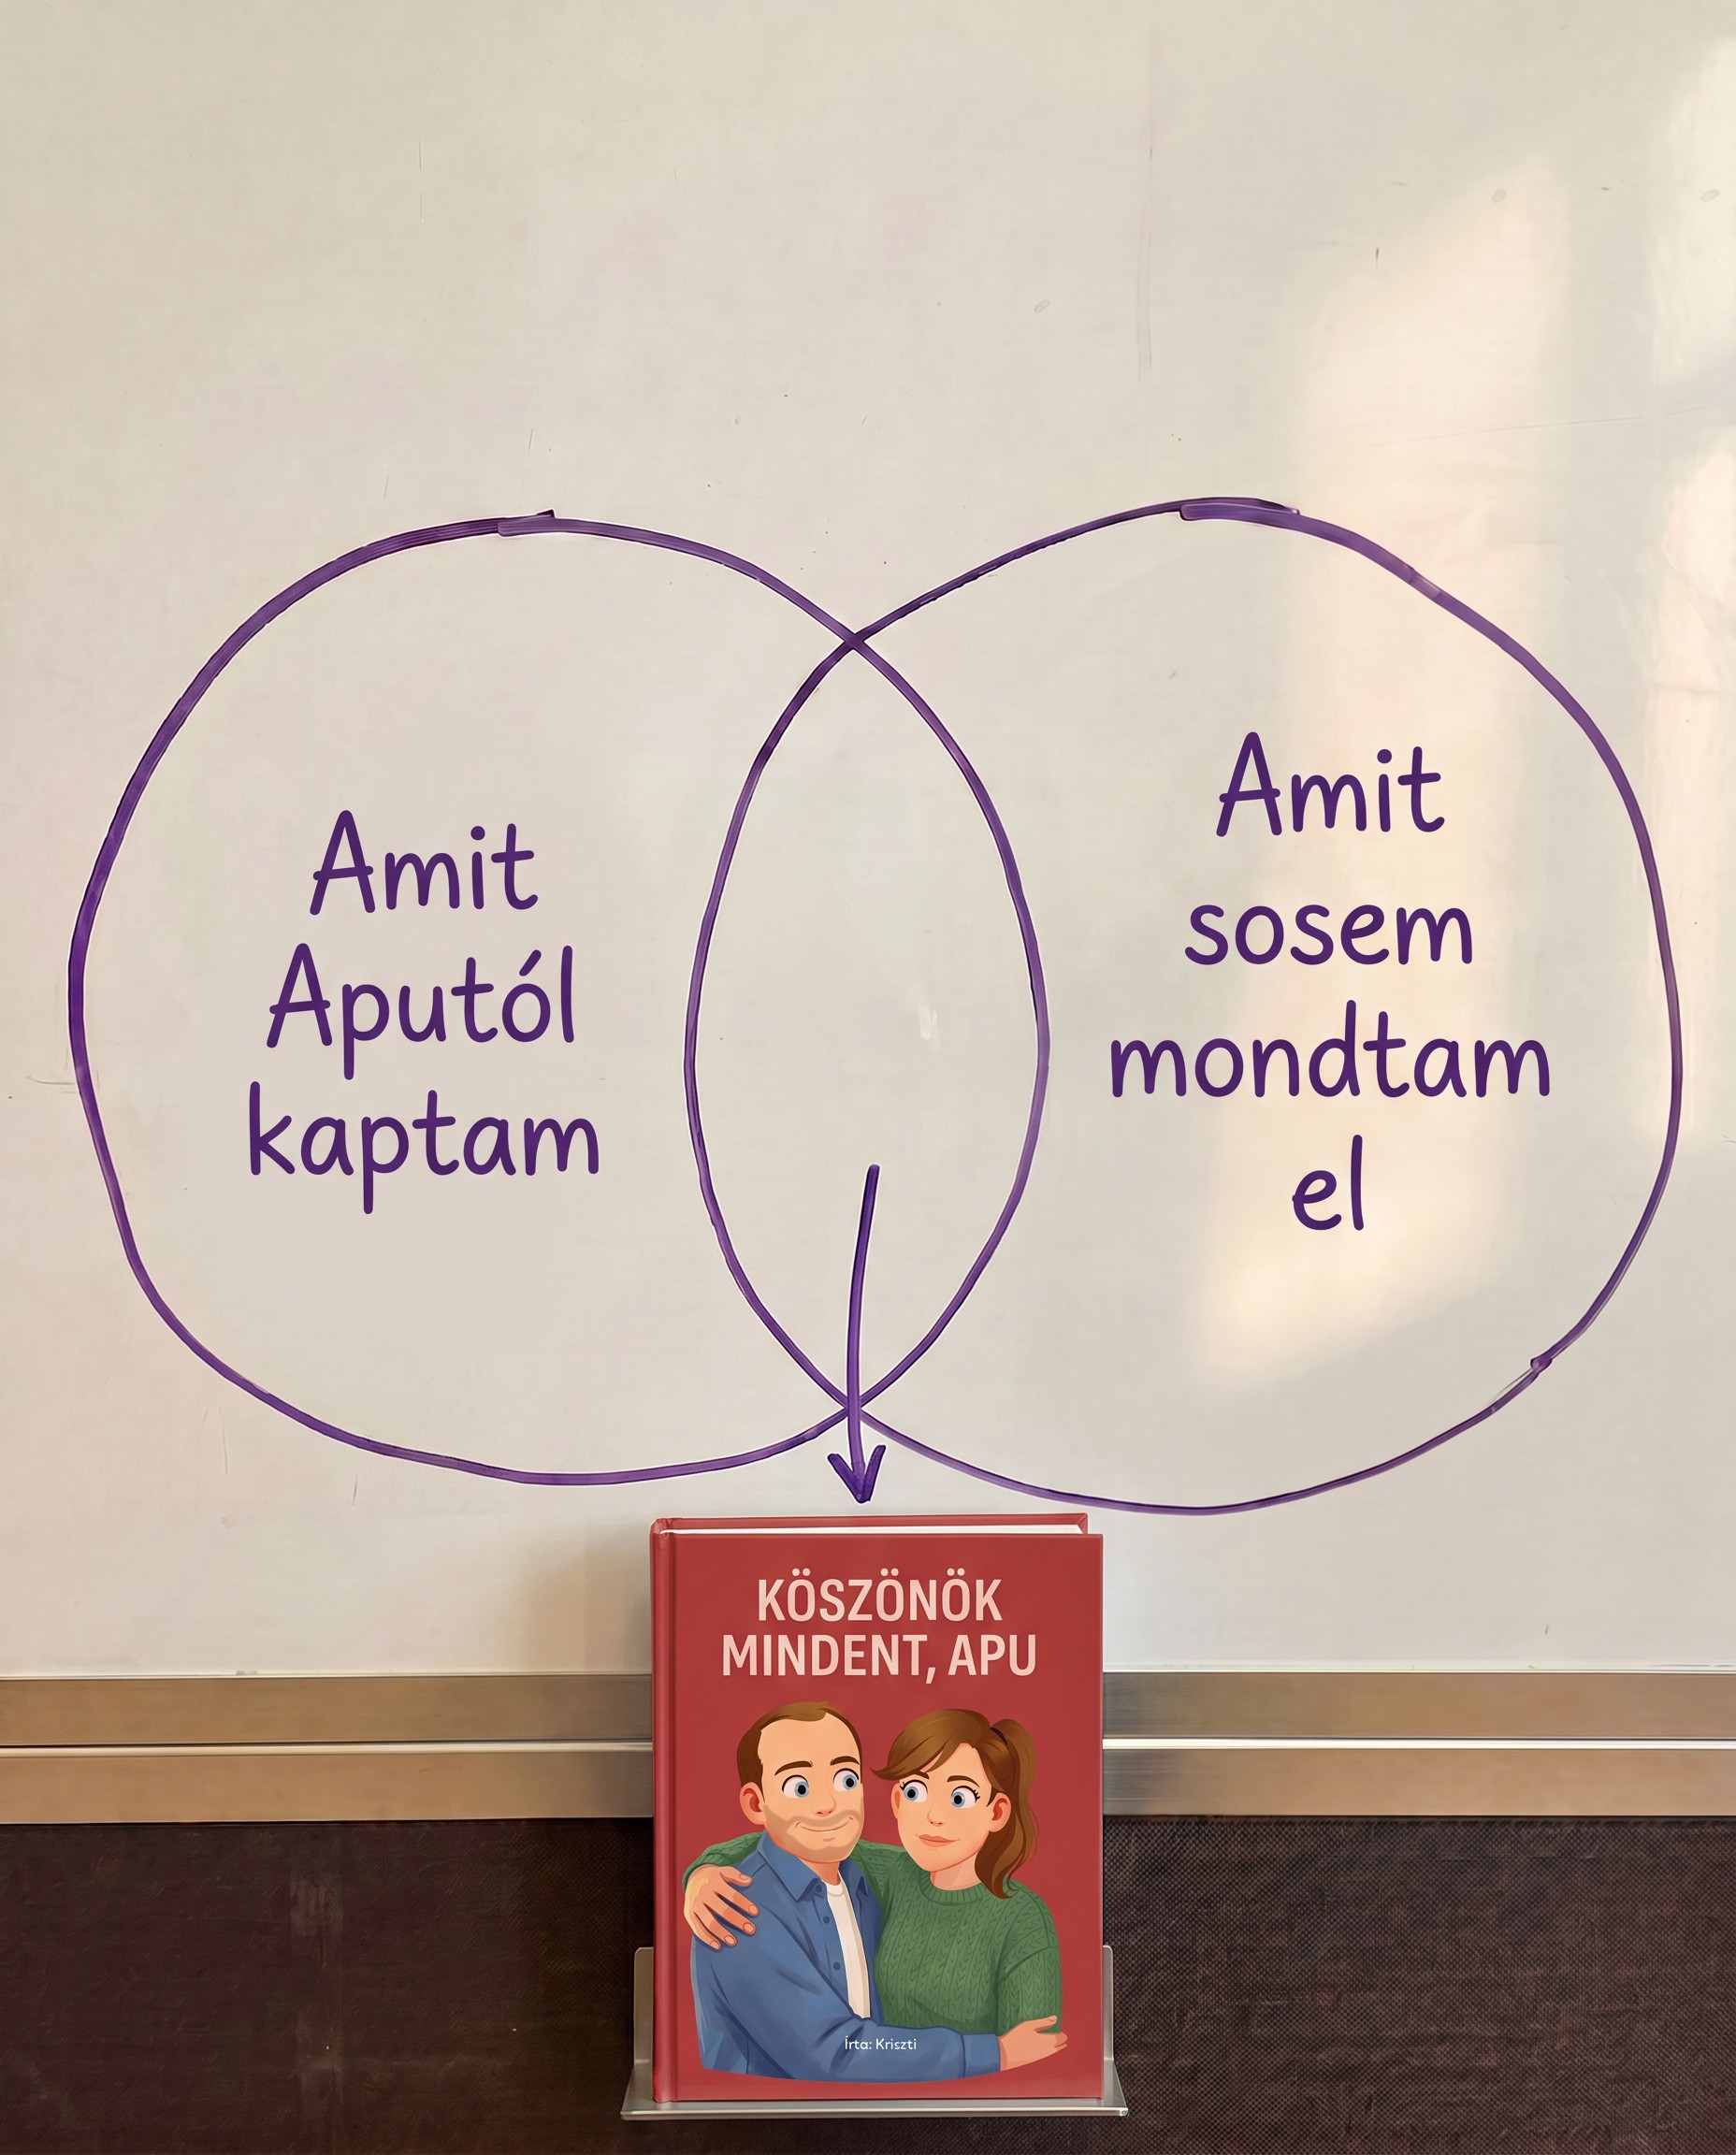 Amit
Aputól
kaptam
Amit
sosem
mondtam
el
KÖSZÖNÖK
MINDENT, APU
Írta: Kriszti